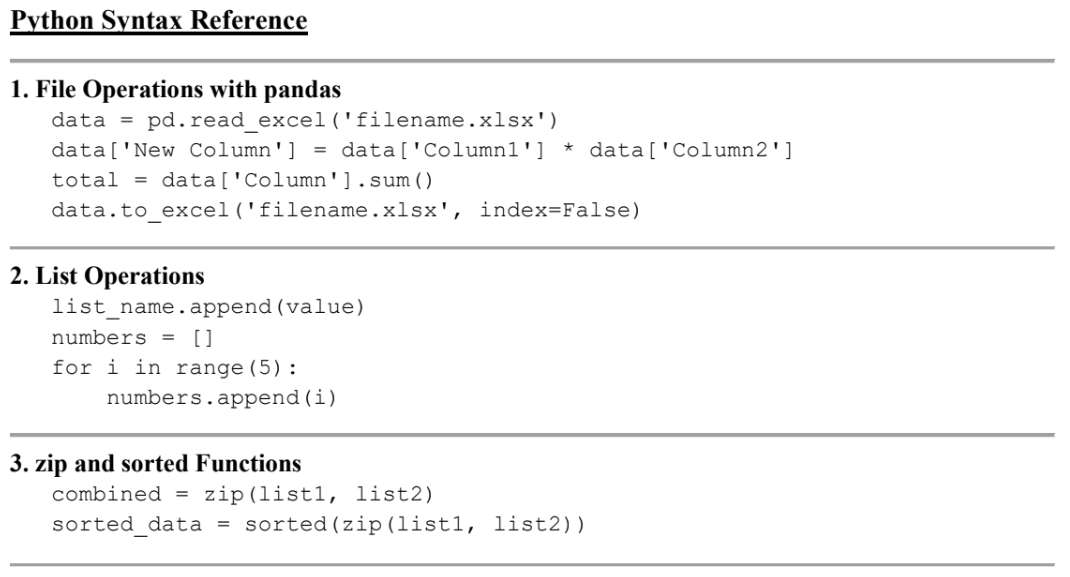 Python Syntax Reference
1. File Operations with pandas
data = pd.read_excel('filename.xlsx')
data['New Column'] = data['Column1'] * data['Column2']
total = data['Column'].sum()
data.to_excel('filename.xlsx', index=False)
2. List Operations
list_name.append(value)
numbers = []
for i in range(5):
    numbers.append(i)
3. zip and sorted Functions
combined = zip(list1, list2)
sorted_data = sorted(zip(list1, list2))